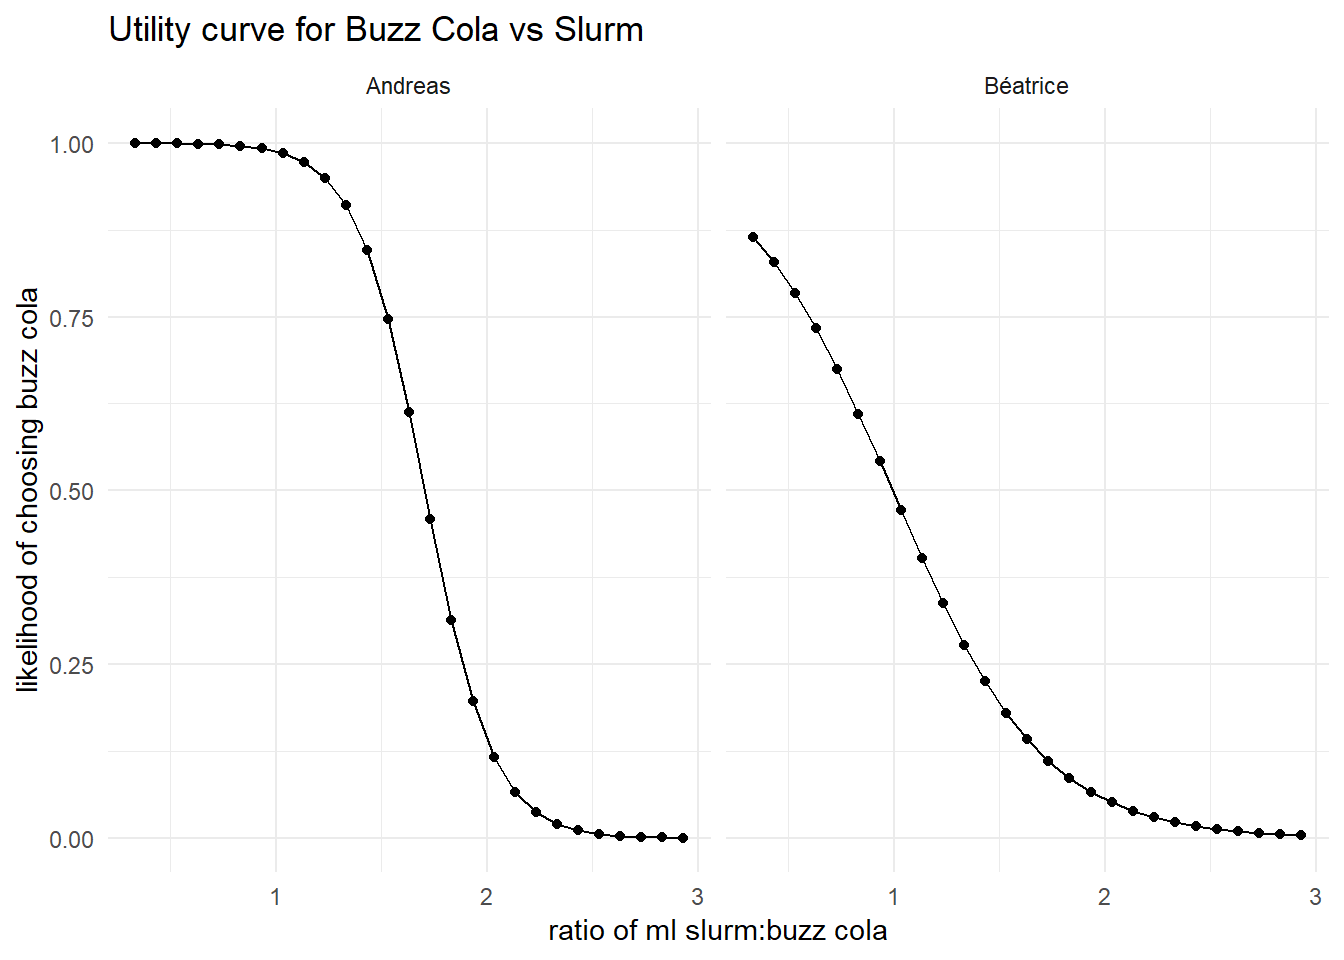 Utility curve for Buzz Cola vs Slurm
Andreas
Béatrice
likelihood of choosing buzz cola
1.00
0.75
0.50
0.25
0.00
1
2
3
1
2
3
ratio of ml slurm:buzz cola